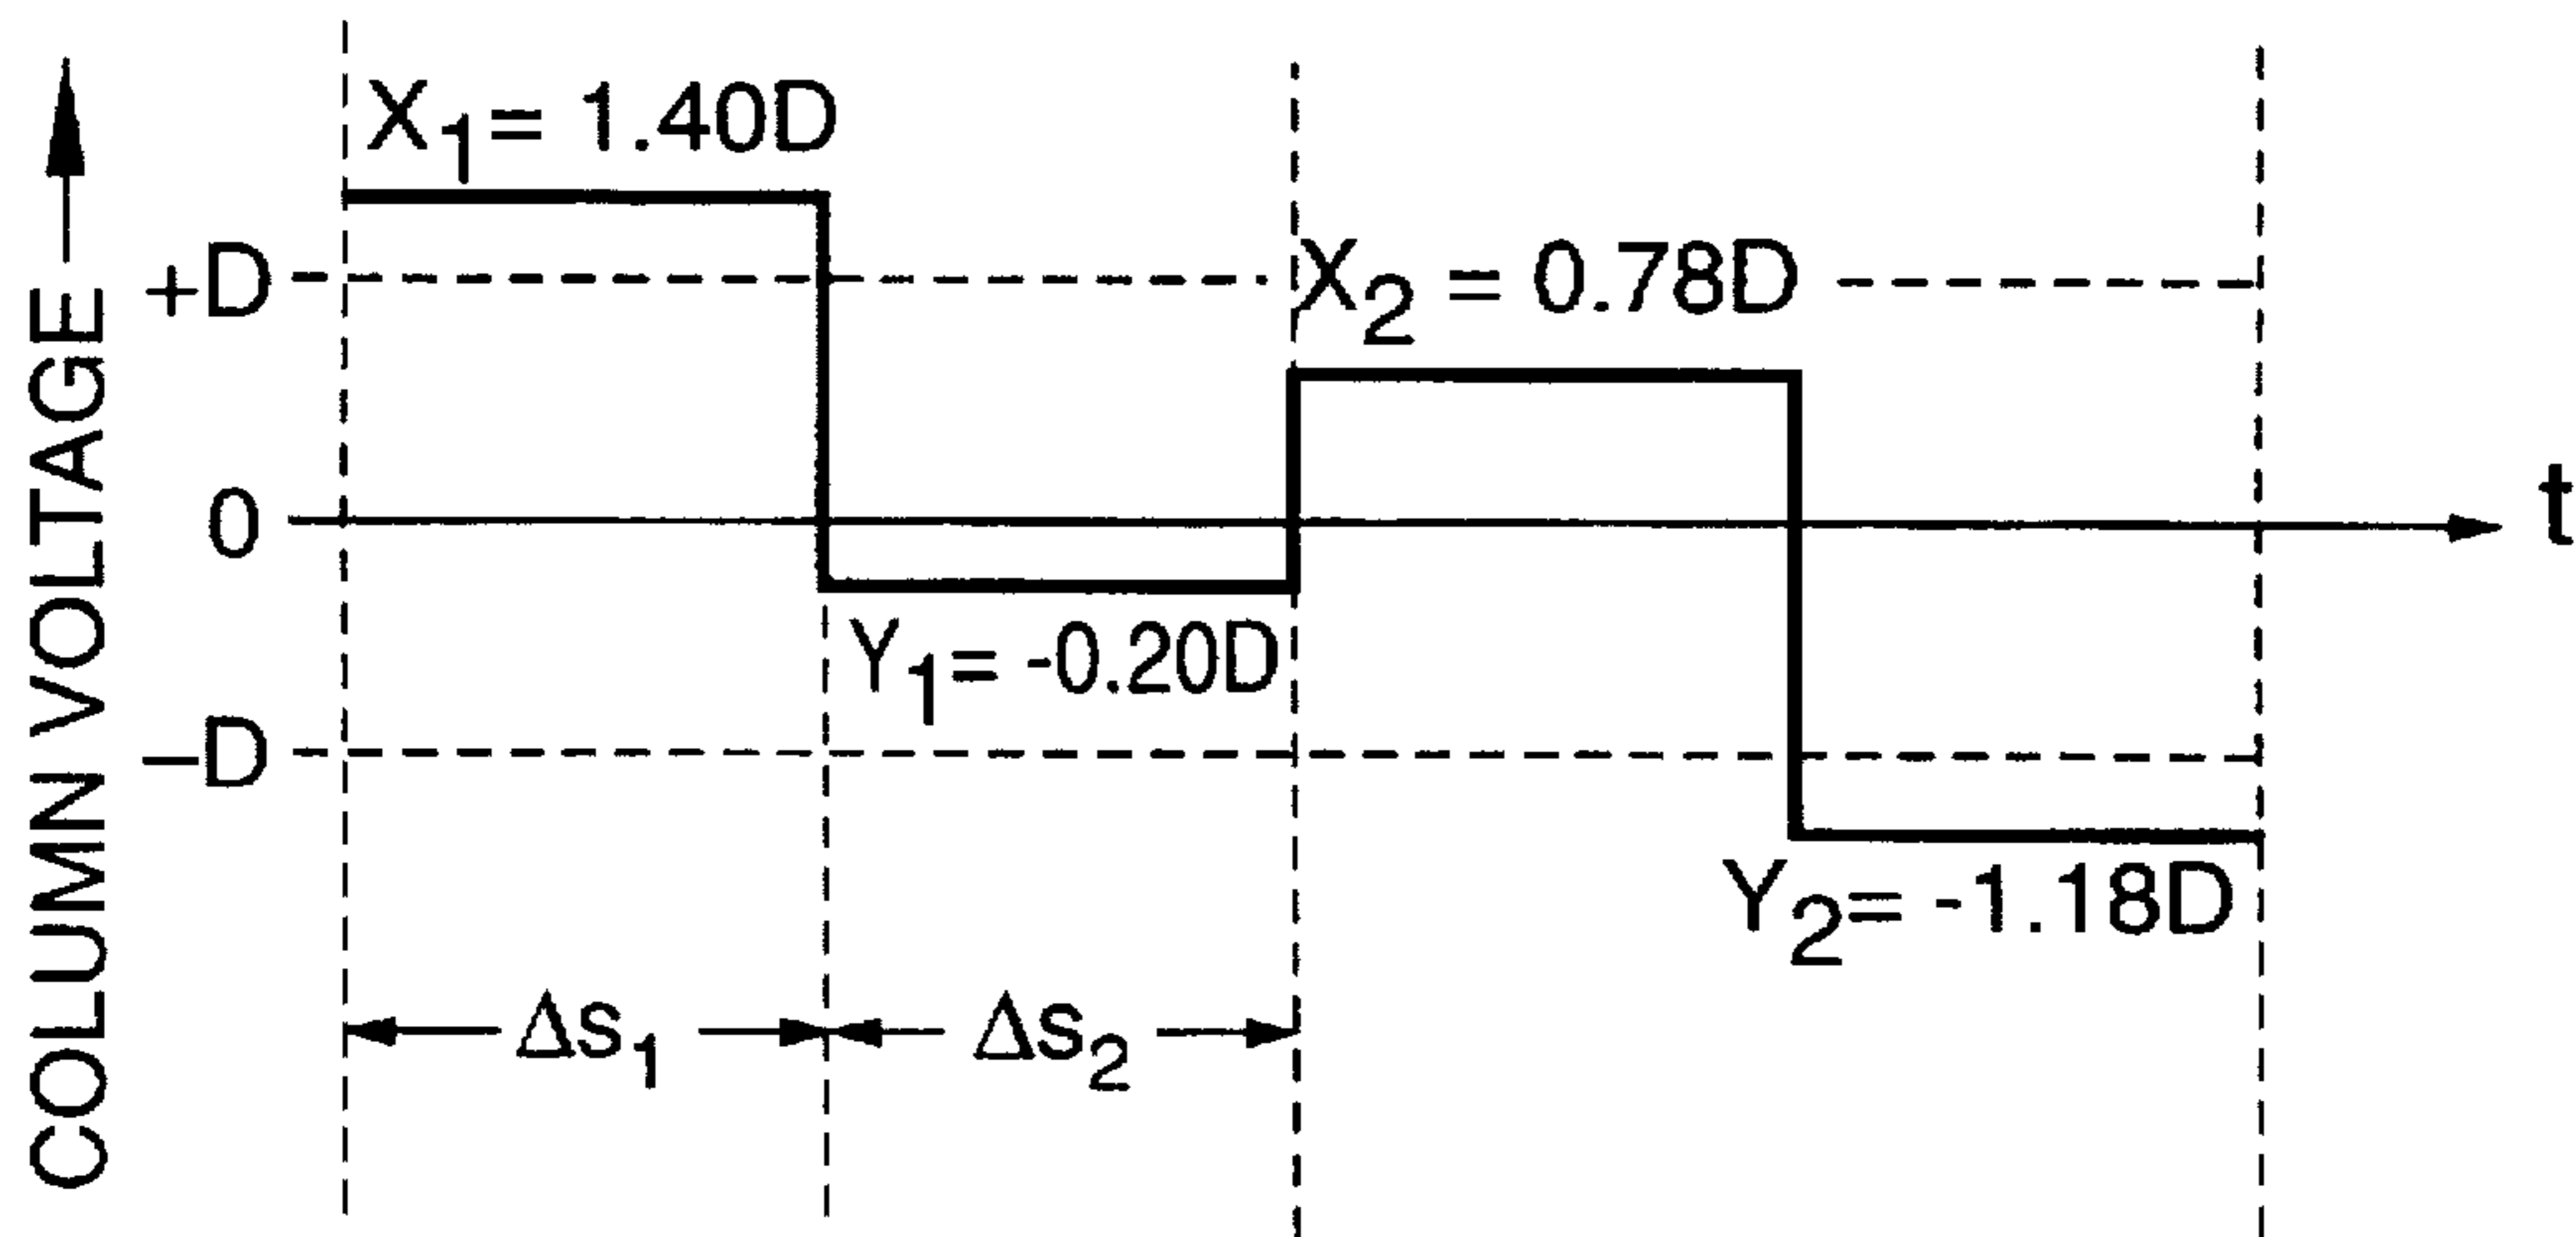 COLUMN VOLTAGE
X₁= 1.40D
+D
X₂ = 0.78D
0
t
Y₁= -0.20D
–D
Y₂= -1.18D
Δs₁
Δs₂